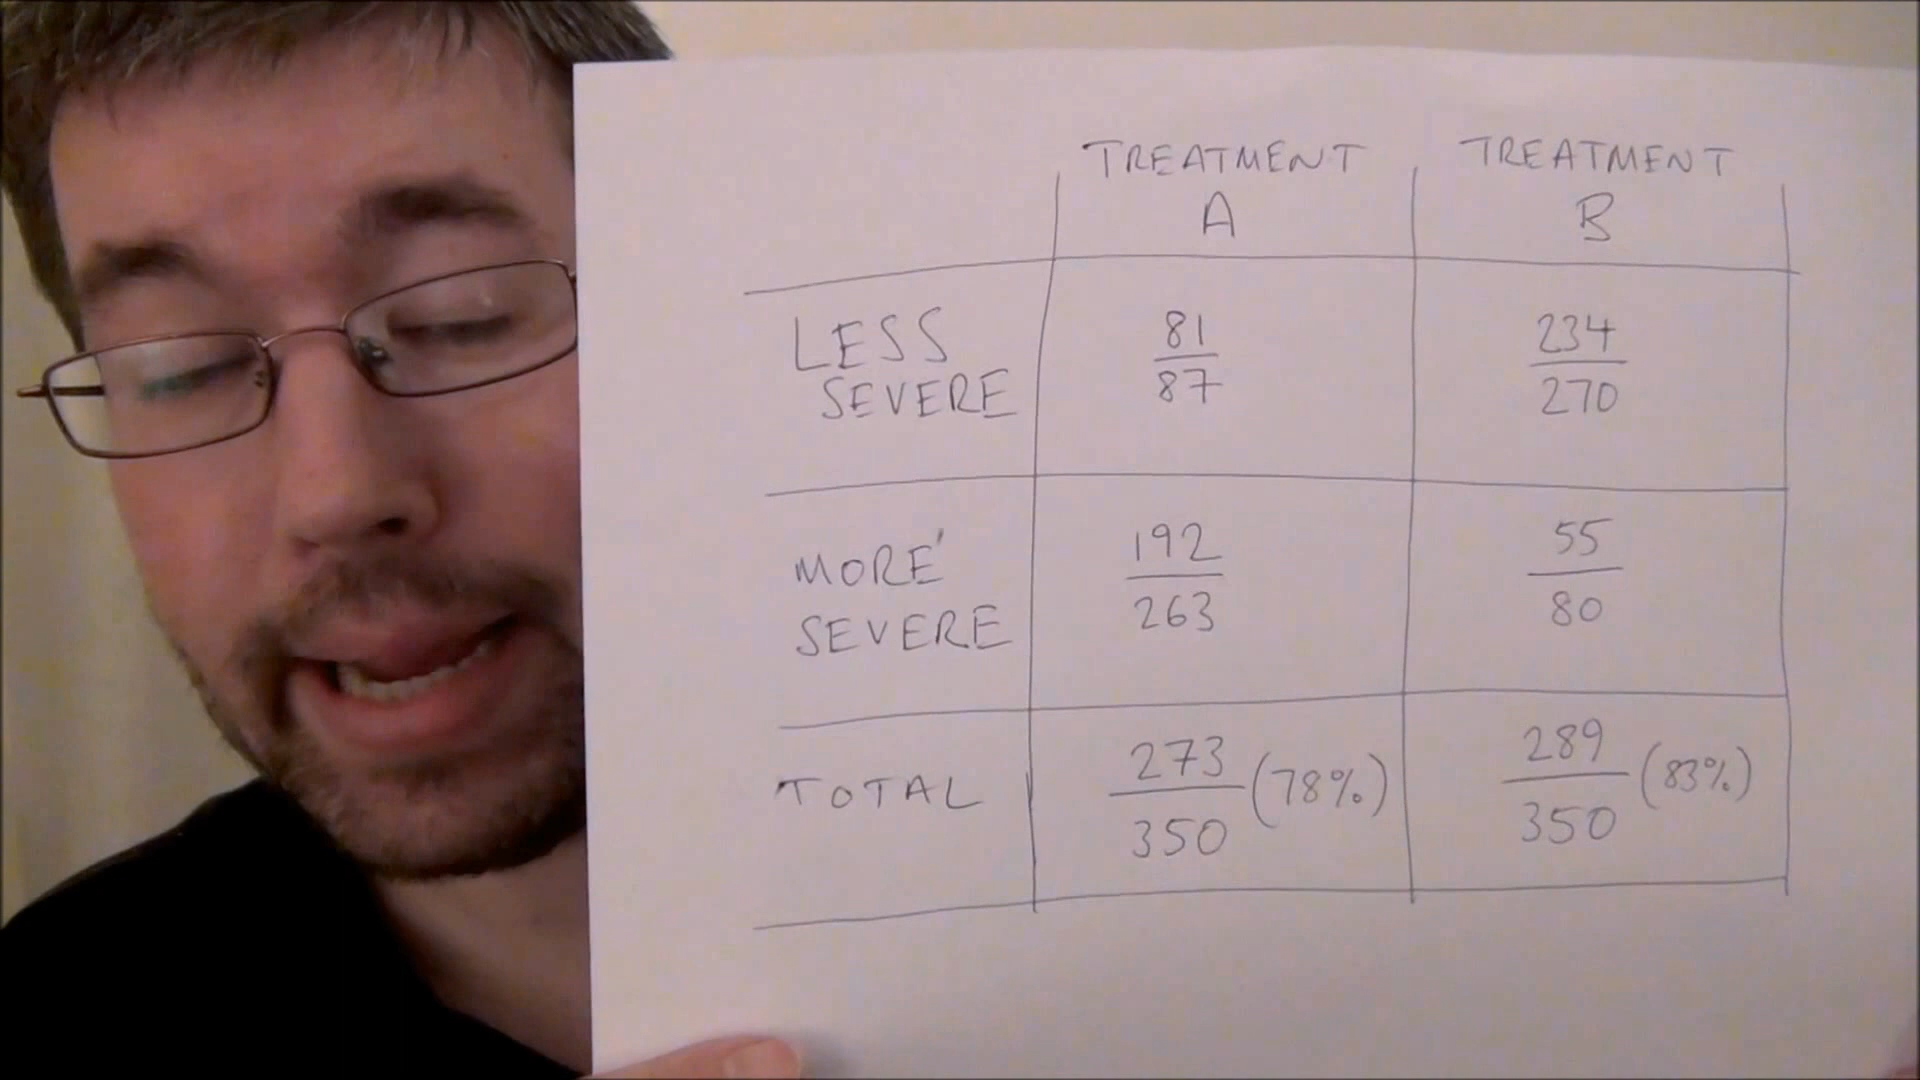 TREATMENT A
TREATMENT B
LESS SEVERE
81/87
234/270
MORE SEVERE
192/263
55/80
TOTAL
273/350 (78%)
289/350 (83%)